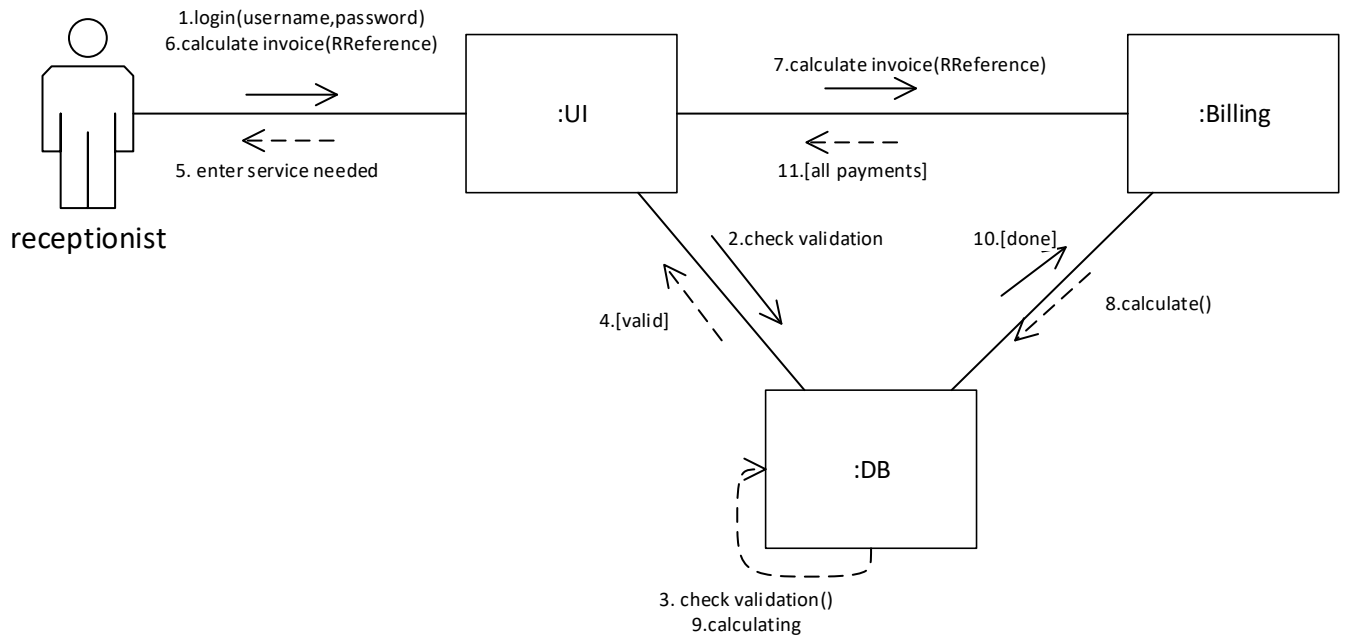 1.login(username,password)
6.calculate invoice(RReference)
7.calculate invoice(RReference)
:UI
:Billing
5. enter service needed
11.[all payments]
receptionist
2.check validation
10.[done]
4.[valid]
8.calculate()
:DB
3. check validation()
9.calculating